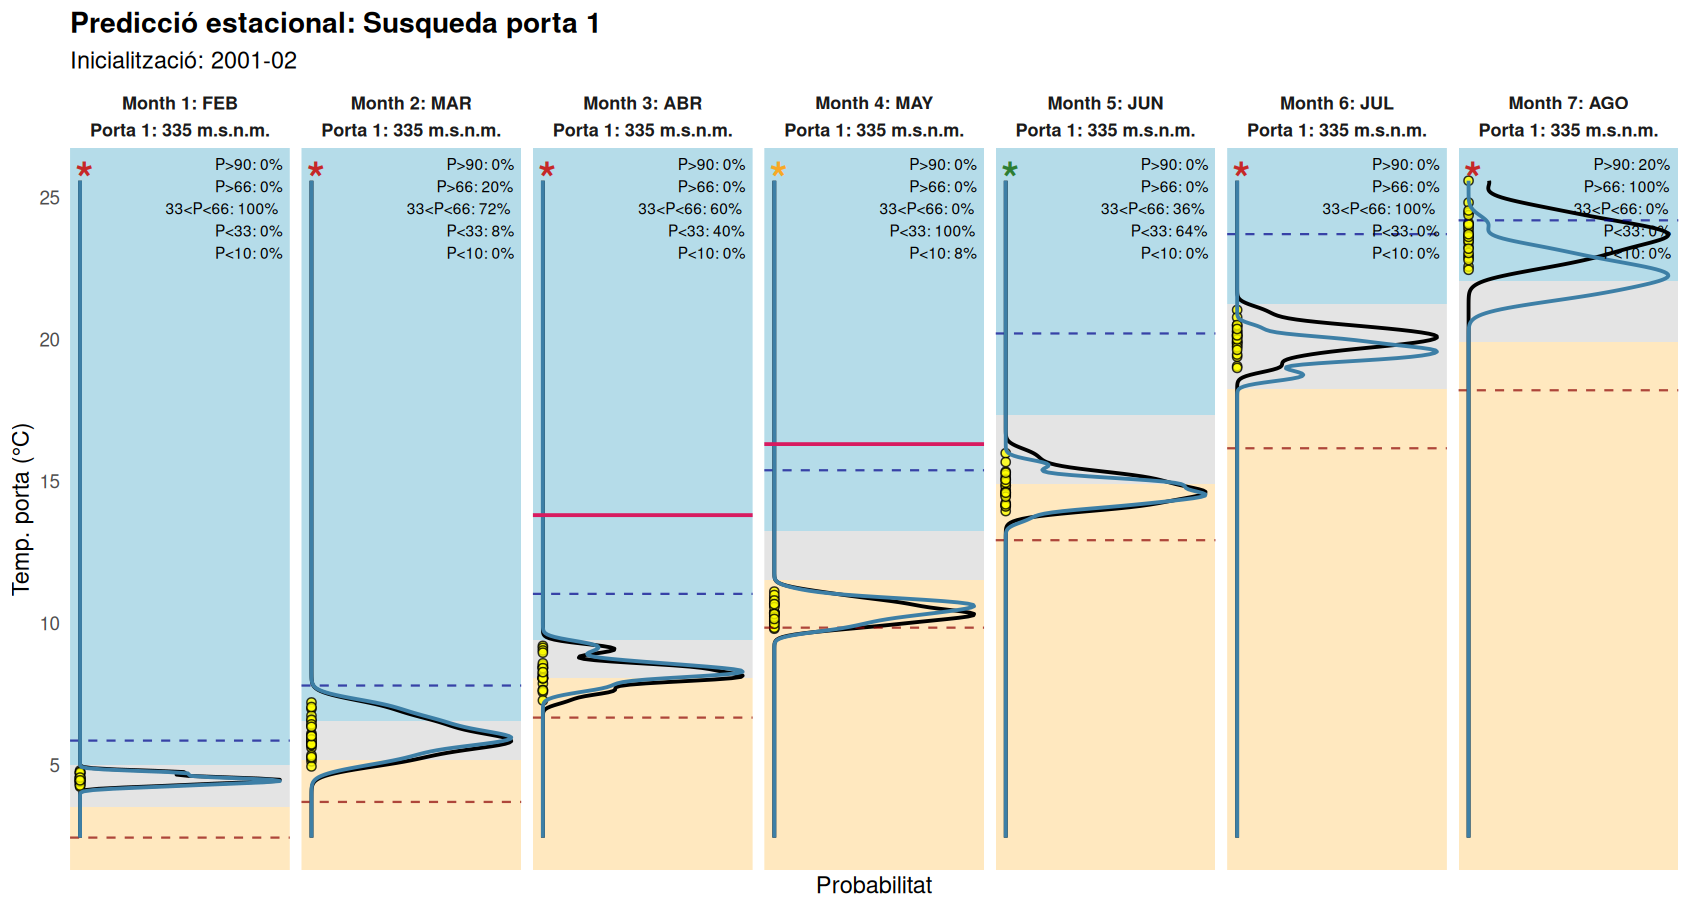 Predicció estacional: Susqueda porta 1
Inicialització: 2001-02
Month 1: FEB
Porta 1: 335 m.s.n.m.
Month 2: MAR
Porta 1: 335 m.s.n.m.
Month 3: ABR
Porta 1: 335 m.s.n.m.
Month 4: MAY
Porta 1: 335 m.s.n.m.
Month 5: JUN
Porta 1: 335 m.s.n.m.
Month 6: JUL
Porta 1: 335 m.s.n.m.
Month 7: AGO
Porta 1: 335 m.s.n.m.
*
P>90: 0%
P>66: 0%
33<P<66: 100%
P<33: 0%
P<10: 0%
*
P>90: 0%
P>66: 20%
33<P<66: 72%
P<33: 8%
P<10: 0%
*
P>90: 0%
P>66: 0%
33<P<66: 60%
P<33: 40%
P<10: 0%
*
P>90: 0%
P>66: 0%
33<P<66: 0%
P<33: 100%
P<10: 8%
*
P>90: 0%
P>66: 0%
33<P<66: 36%
P<33: 64%
P<10: 0%
*
P>90: 0%
P>66: 0%
33<P<66: 100%
P<33: 0%
P<10: 0%
*
P>90: 20%
P>66: 100%
33<P<66: 0%
P<33: 0%
P<10: 0%
25
20
15
10
5
Temp. porta (°C)
Probabilitat